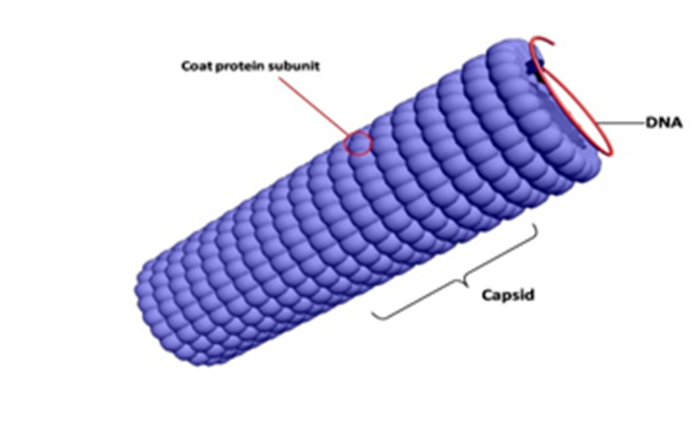 Coat protein subunit
DNA
Capsid